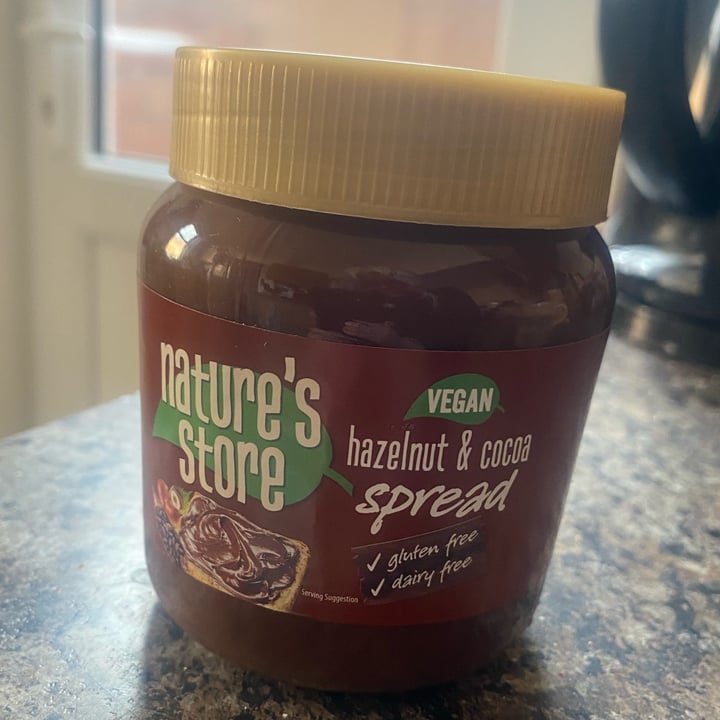 nature's
store
VEGAN
hazelnut & cocoa
spread
✓ gluten free
✓ dairy free
Serving Suggestion